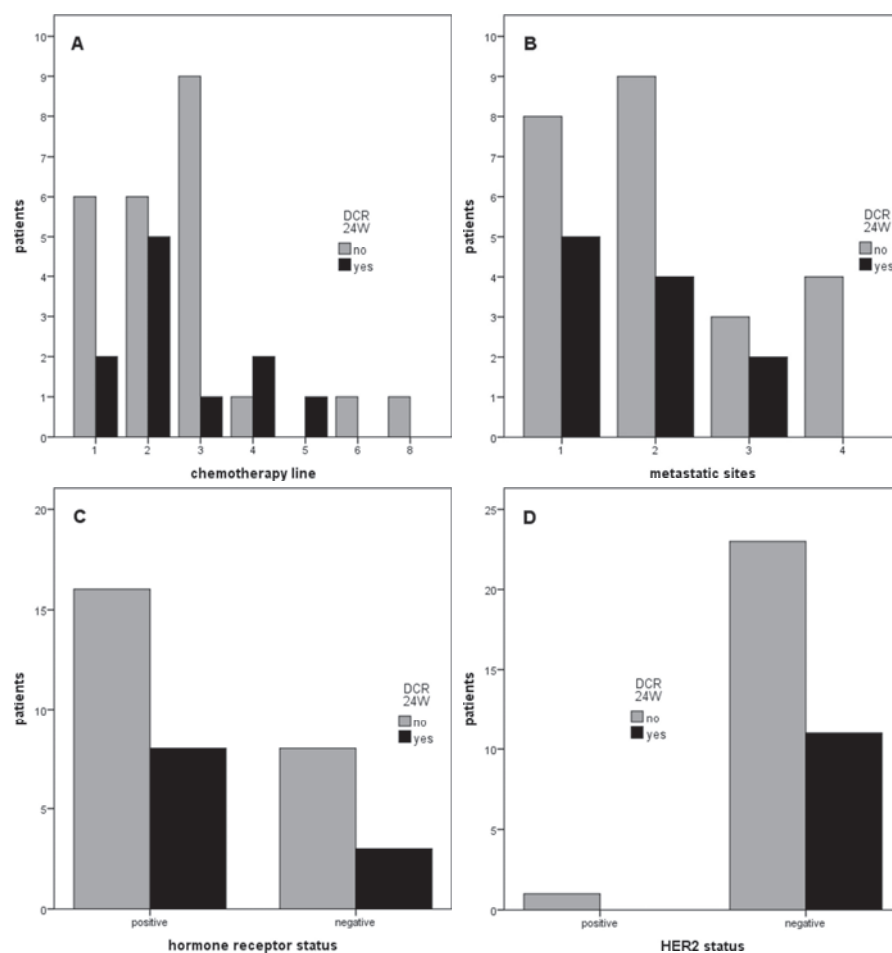 A
10
9
8
7
6
5
4
3
2
1
0
patients
DCR
24W
no
yes
1 2 3 4 5 6 8
chemotherapy line
B
10
9
8
7
6
5
4
3
2
1
0
patients
DCR
24W
no
yes
1 2 3 4
metastatic sites
C
20
15
10
5
0
patients
DCR
24W
no
yes
positive negative
hormone receptor status
D
25
20
15
10
5
0
patients
DCR
24W
no
yes
positive negative
HER2 status